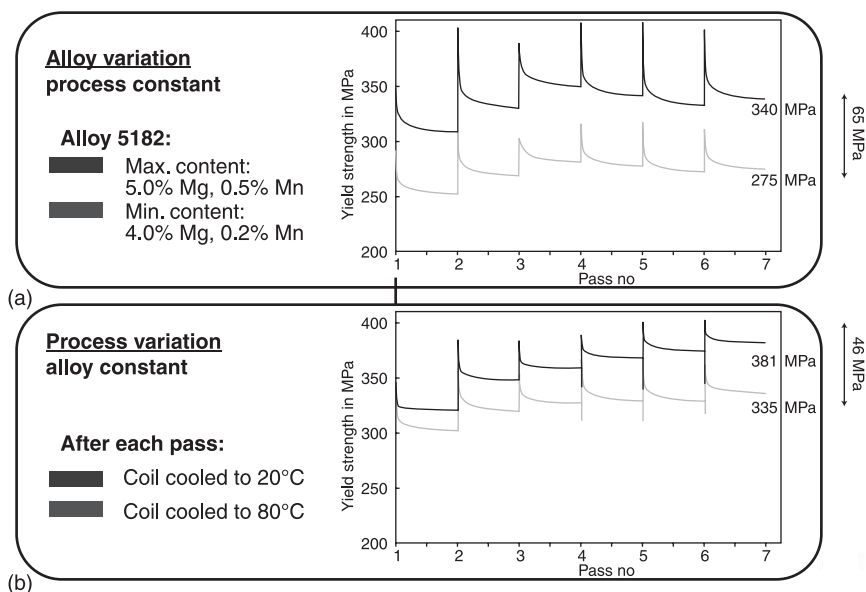 Alloy variation
process constant
Alloy 5182:
Max. content:
5.0% Mg, 0.5% Mn
Min. content:
4.0% Mg, 0.2% Mn
Yield strength in MPa
400
350
300
250
200
340 MPa
275 MPa
65 MPa
1 2 3 4 5 6 7
Pass no
(a)
Process variation
alloy constant
After each pass:
Coil cooled to 20°C
Coil cooled to 80°C
Yield strength in MPa
400
350
300
250
200
381 MPa
335 MPa
46 MPa
1 2 3 4 5 6 7
Pass no
(b)